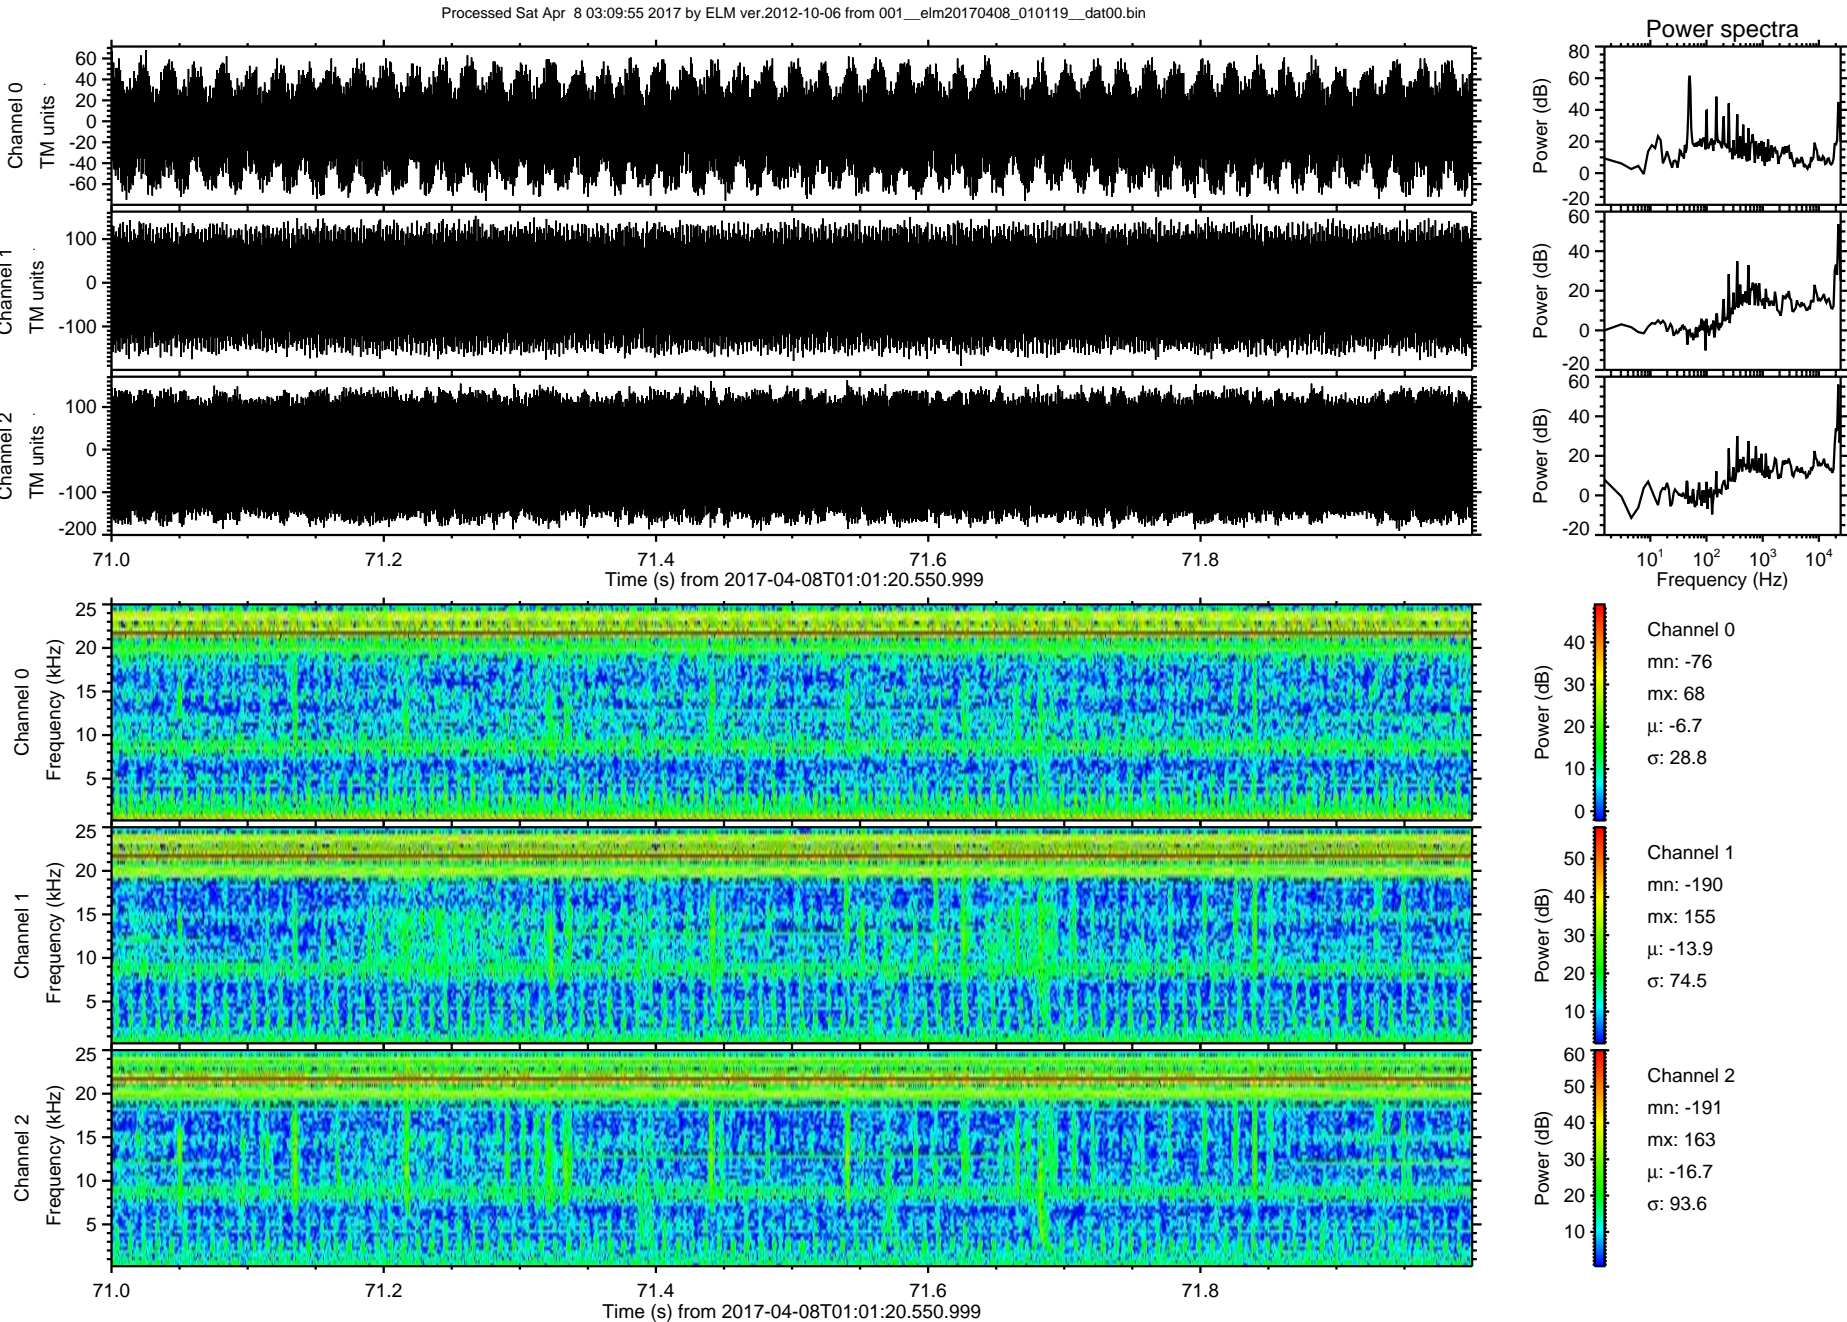 Processed Sat Apr 8 03:09:55 2017 by ELM ver.2012-10-06 from 001__elm20170408_010119__dat00.bin
Power spectra
Channel 0
TM units
60
40
20
0
-20
-40
-60
Power (dB)
80
60
40
20
0
-20
Channel 1
TM units
100
0
-100
Power (dB)
60
40
20
0
-20
Channel 2
TM units
100
0
-100
-200
Power (dB)
60
40
20
0
-20
71.0 71.2 71.4 71.6 71.8
Time (s) from 2017-04-08T01:01:20.550.999
10^1 10^2 10^3 10^4
Frequency (Hz)
Channel 0
Frequency (kHz)
25
20
15
10
5
Power (dB)
40
30
20
10
0
Channel 0
mn: -76
mx: 68
μ: -6.7
σ: 28.8
Channel 1
Frequency (kHz)
25
20
15
10
5
Power (dB)
50
40
30
20
10
Channel 1
mn: -190
mx: 155
μ: -13.9
σ: 74.5
Channel 2
Frequency (kHz)
25
20
15
10
5
Power (dB)
60
50
40
30
20
10
Channel 2
mn: -191
mx: 163
μ: -16.7
σ: 93.6
71.0 71.2 71.4 71.6 71.8
Time (s) from 2017-04-08T01:01:20.550.999